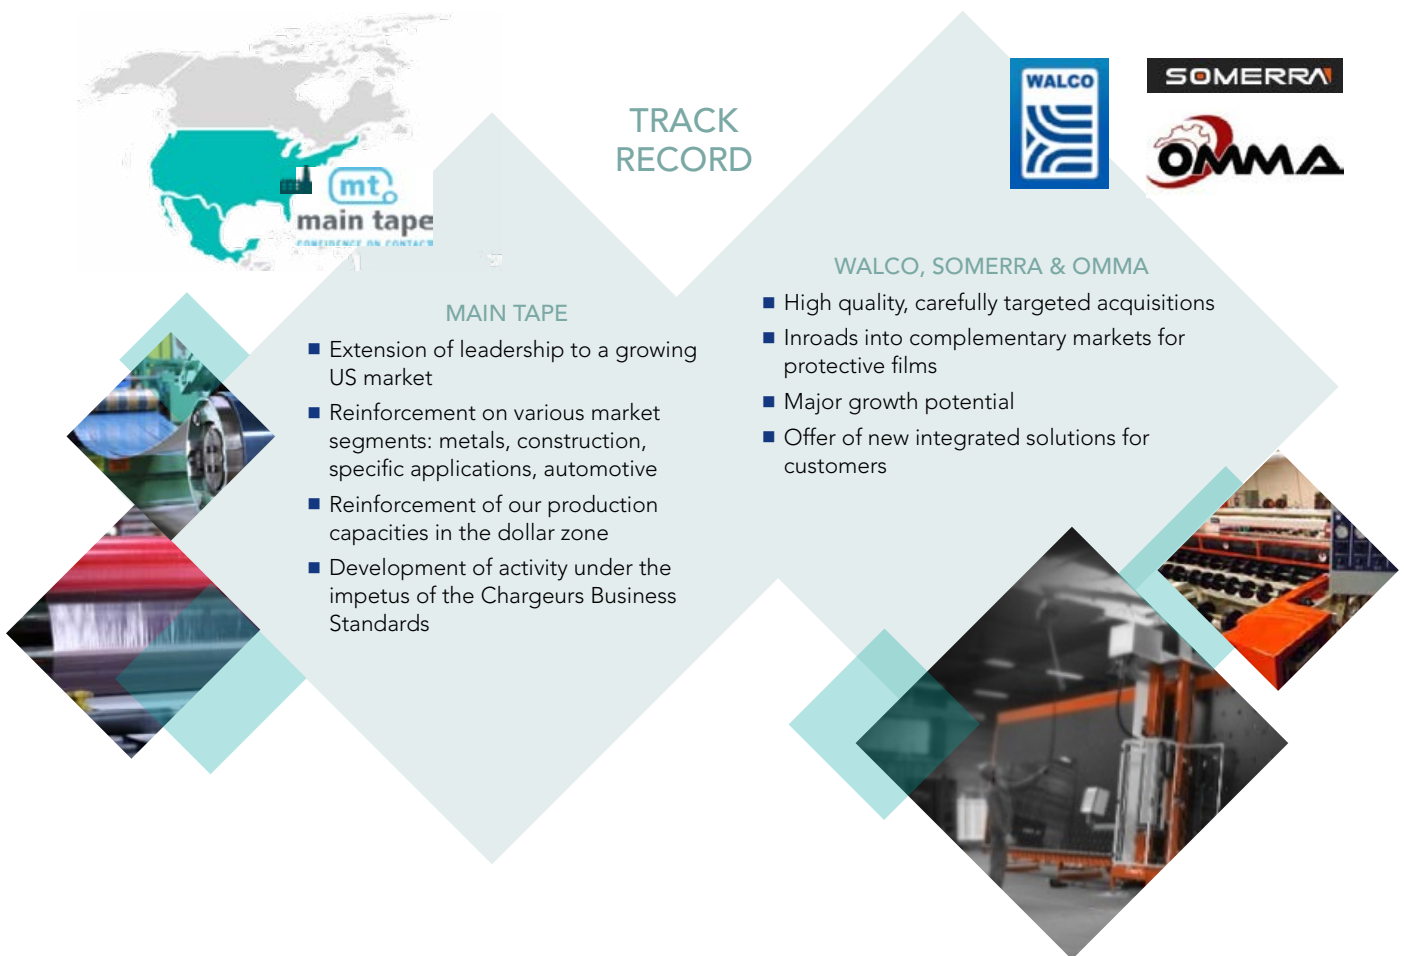 TRACK
RECORD
mt.
main tape
CONFIDENCE ON CONTACT
WALCO
SOMERRA
OMMA
MAIN TAPE
■ Extension of leadership to a growing
US market
■ Reinforcement on various market
segments: metals, construction,
specific applications, automotive
■ Reinforcement of our production
capacities in the dollar zone
■ Development of activity under the
impetus of the Chargeurs Business
Standards
WALCO, SOMERRA & OMMA
■ High quality, carefully targeted acquisitions
■ Inroads into complementary markets for
protective films
■ Major growth potential
■ Offer of new integrated solutions for
customers